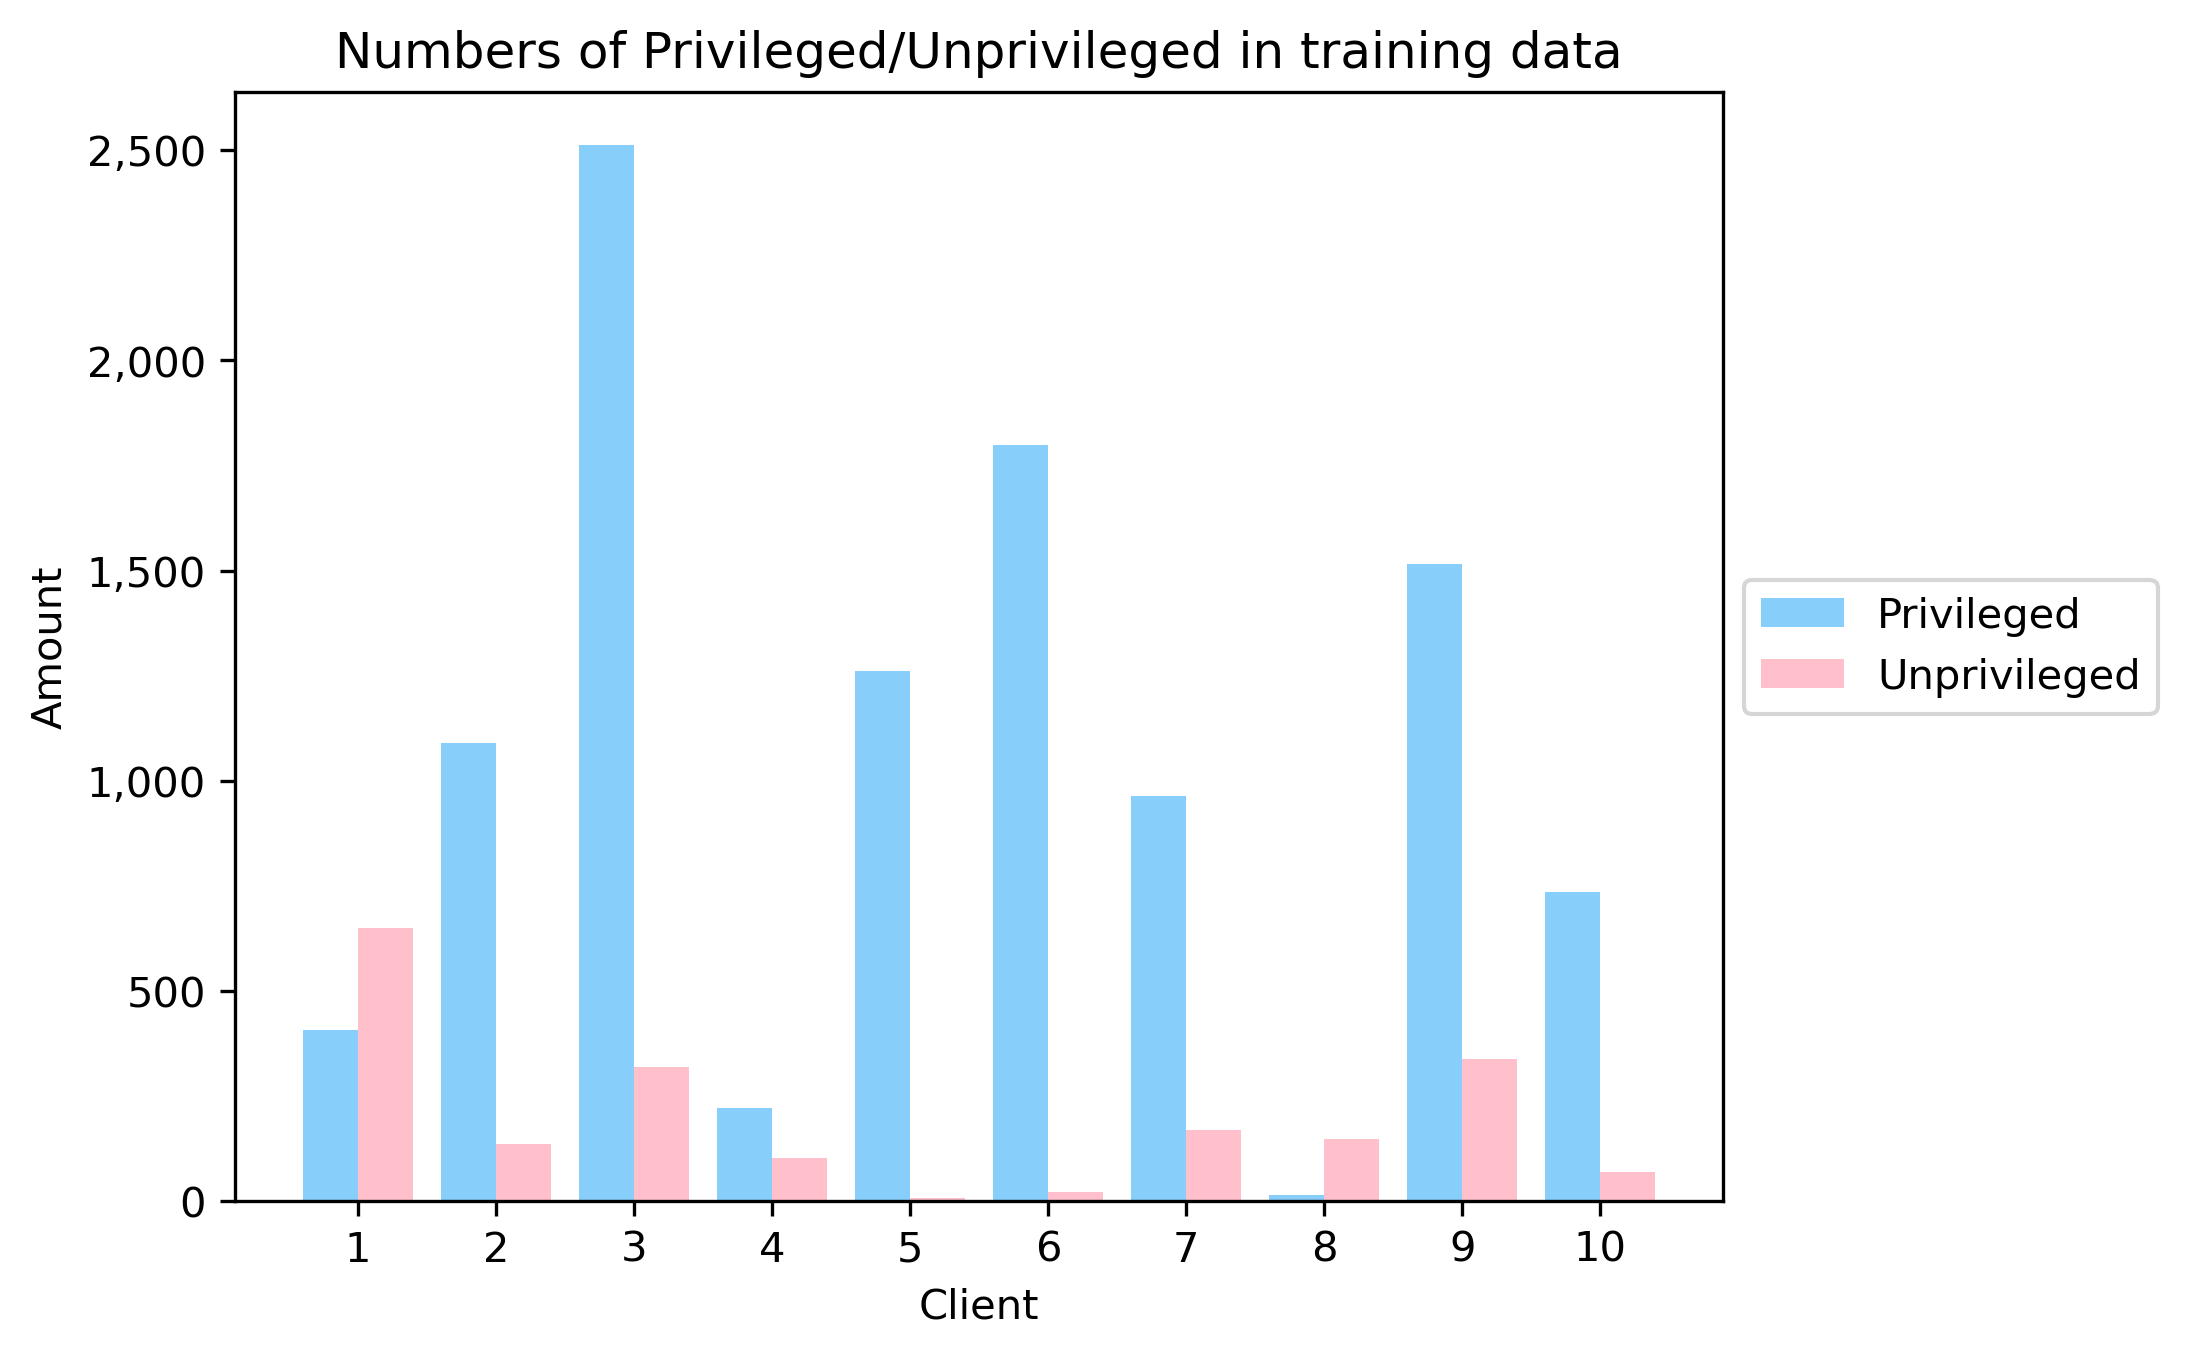 Numbers of Privileged/Unprivileged in training data
2,500
2,000
1,500
1,000
500
0
Amount
1 2 3 4 5 6 7 8 9 10
Client
Privileged
Unprivileged